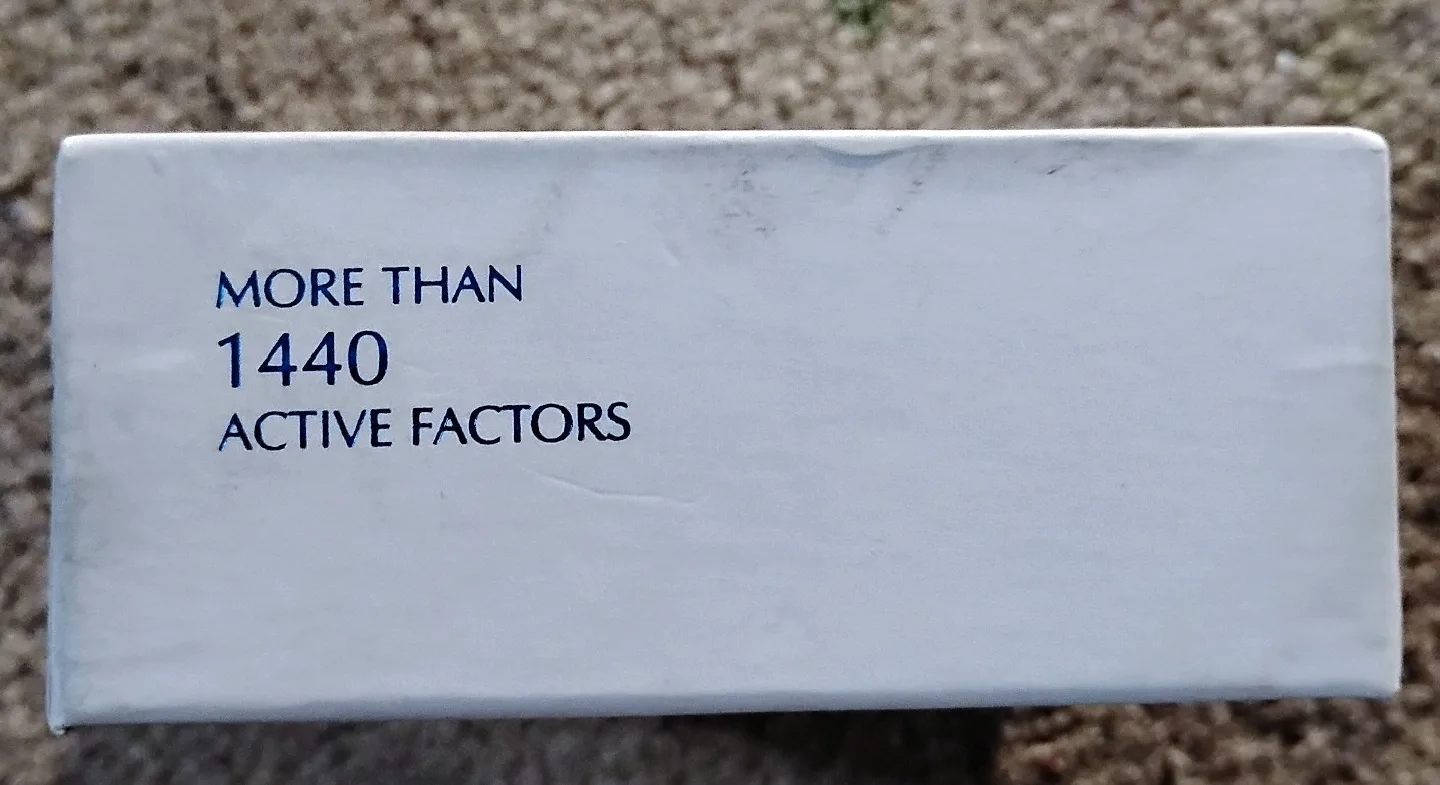 MORE THAN
1440
ACTIVE FACTORS